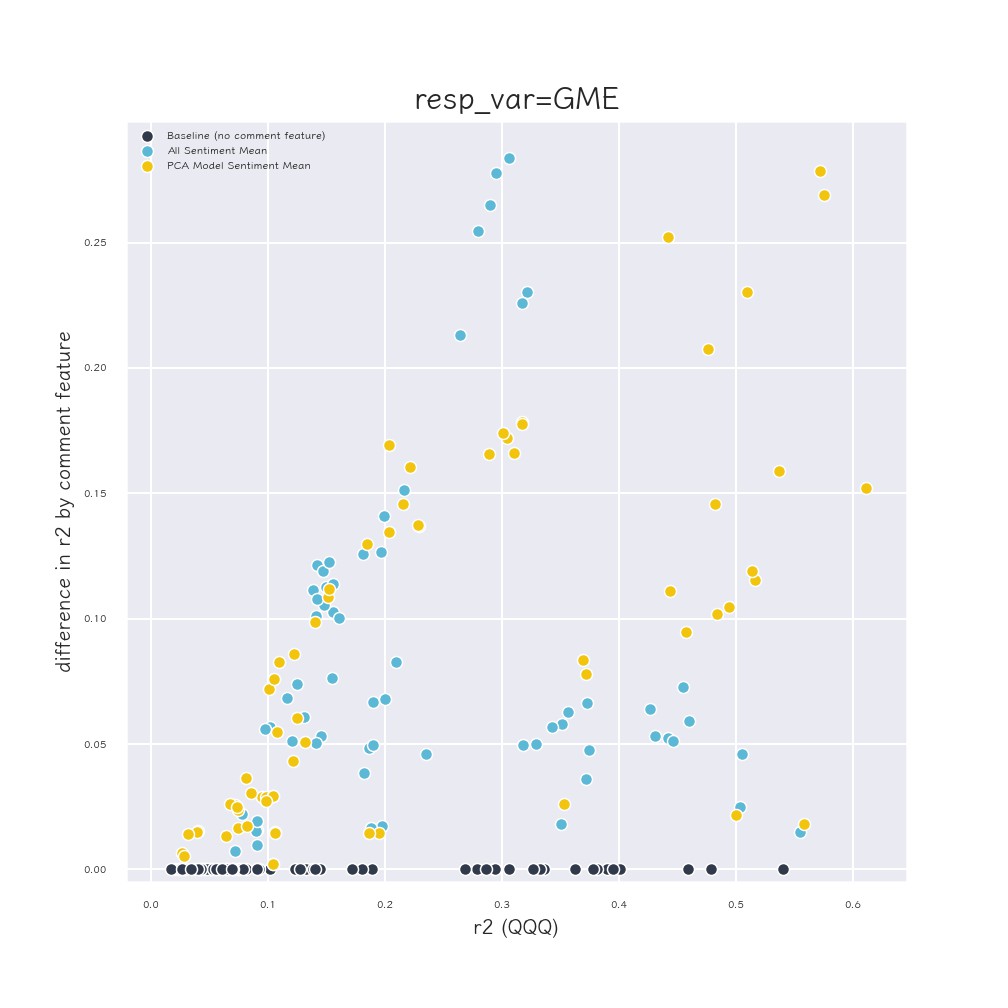 resp_var=GME
Baseline (no comment feature)
All Sentiment Mean
PCA Model Sentiment Mean
difference in r2 by comment feature
0.25
0.20
0.15
0.10
0.05
0.00
0.0 0.1 0.2 0.3 0.4 0.5 0.6
r2 (QQQ)